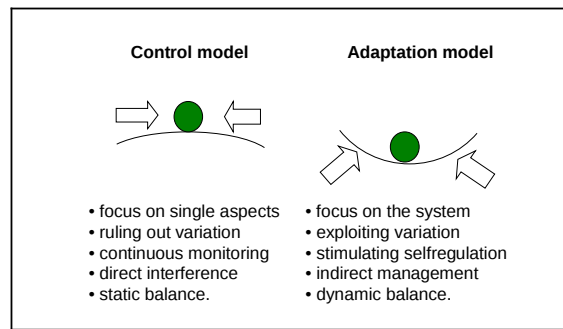 Control model
• focus on single aspects
• ruling out variation
• continuous monitoring
• direct interference
• static balance.
Adaptation model
• focus on the system
• exploiting variation
• stimulating selfregulation
• indirect management
• dynamic balance.